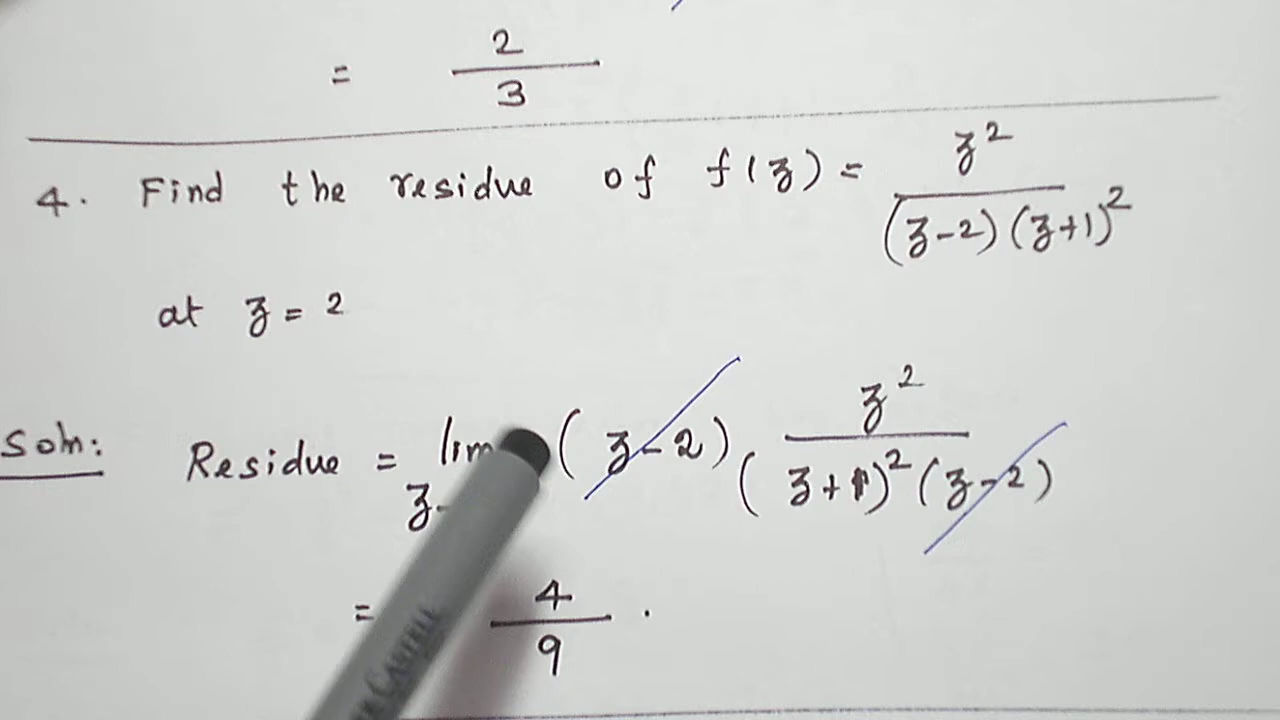 = 2/3
4. Find the residue of f(z) = z²/((z-2)(z+1)²)
at z = 2
Soln: Residue = lim (z-2) z²/((z+1)²(z-2))
z-
= 4/9 .
CASTELL